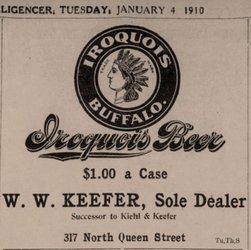 LIGENCER, TUESDAY, JANUARY 4 1910
IROQUOIS
BUFFALO.
Iroquois Beer
$1.00 a Case
W. W. KEEFER, Sole Dealer
Successor to Kiehl & Keefer
317 North Queen Street
Tu,Th,S